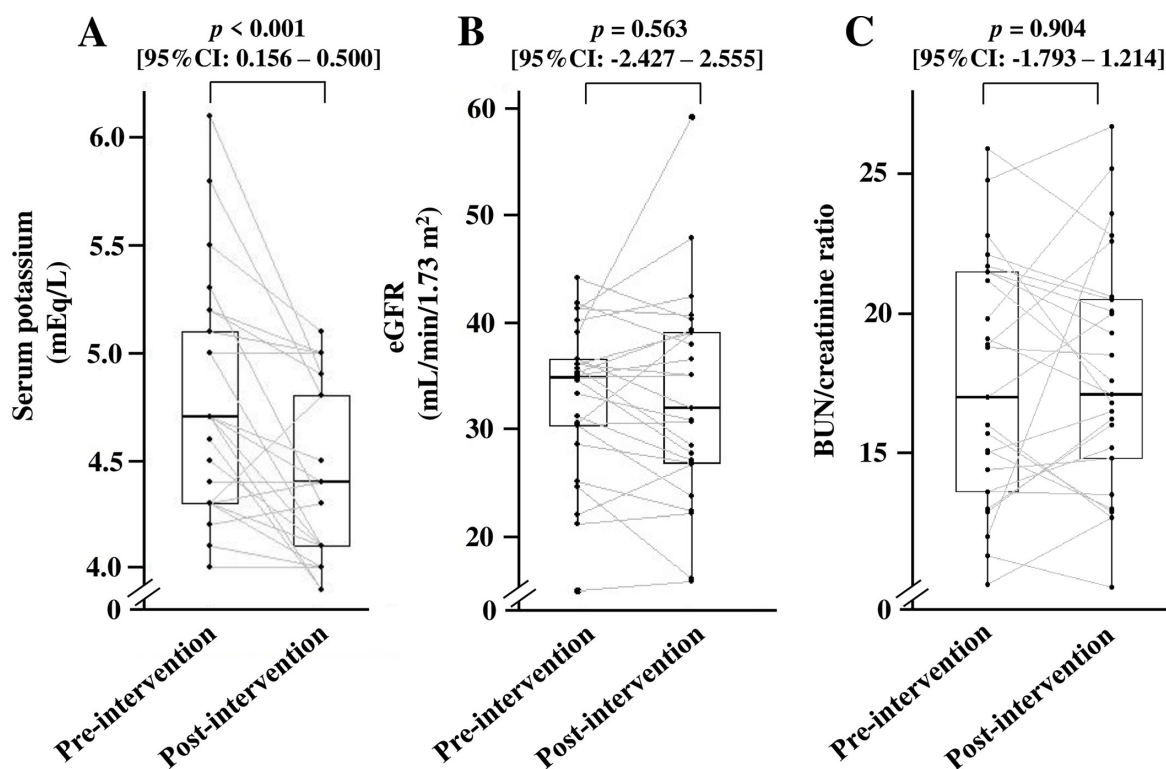 A
p < 0.001
[95%CI: 0.156 – 0.500]
Serum potassium
(mEq/L)
6.0
5.5
5.0
4.5
4.0
0
Pre-intervention
Post-intervention
B
p = 0.563
[95%CI: -2.427 – 2.555]
eGFR
(mL/min/1.73 m²)
60
50
40
30
20
0
Pre-intervention
Post-intervention
C
p = 0.904
[95%CI: -1.793 – 1.214]
BUN/creatinine ratio
25
20
15
0
Pre-intervention
Post-intervention